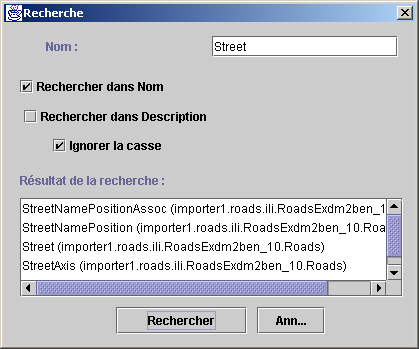 Recherche
Nom :
Street
Rechercher dans Nom
Rechercher dans Description
Ignorer la casse
Résultat de la recherche :
StreetNamePositionAssoc (importer1.roads.ili.RoadsExdm2ben_1
StreetNamePosition (importer1.roads.ili.RoadsExdm2ben_10.Roa
Street (importer1.roads.ili.RoadsExdm2ben_10.Roads)
StreetAxis (importer1.roads.ili.RoadsExdm2ben_10.Roads)
Rechercher
Ann...